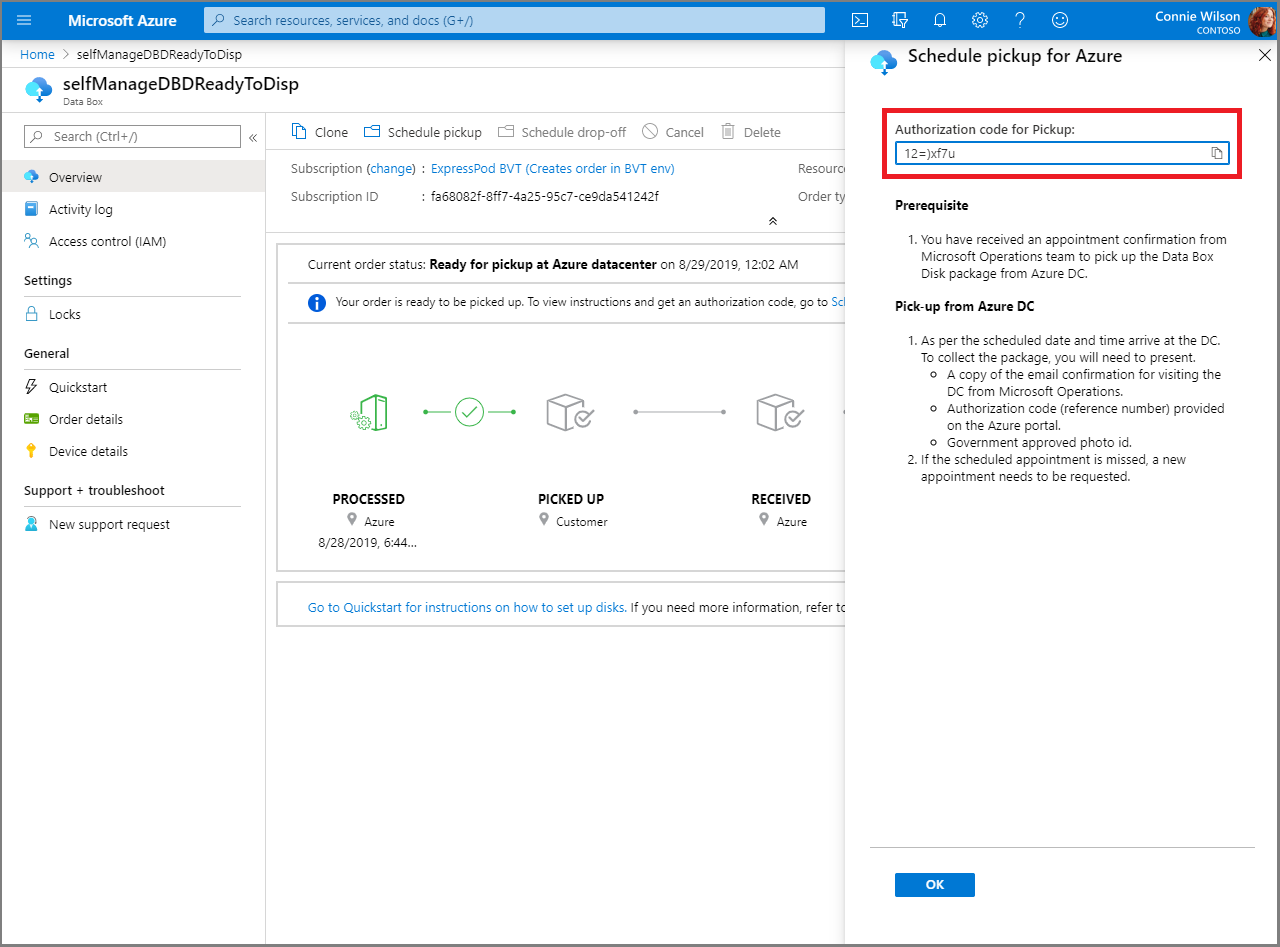 Microsoft Azure
Search resources, services, and docs (G+/)
Connie Wilson
CONTOSO
Home > selfManageDBDReadyToDisp
selfManageDBDReadyToDisp
Data Box
Search (Ctrl+/)
«
Overview
Activity log
Access control (IAM)
Settings
Locks
General
Quickstart
Order details
Device details
Support + troubleshoot
New support request
Clone
Schedule pickup
Schedule drop-off
Cancel
Delete
Subscription (change) : ExpressPod BVT (Creates order in BVT env)
Resourc
Subscription ID : fa68082f-8ff7-4a25-95c7-ce9da541242f
Order ty
Current order status: Ready for pickup at Azure datacenter on 8/29/2019, 12:02 AM
Your order is ready to be picked up. To view instructions and get an authorization code, go to Sc
PROCESSED
Azure
8/28/2019, 6:44...
PICKED UP
Customer
RECEIVED
Azure
Go to Quickstart for instructions on how to set up disks. If you need more information, refer to
Schedule pickup for Azure
Authorization code for Pickup:
12=)xf7u
Prerequisite
1. You have received an appointment confirmation from
Microsoft Operations team to pick up the Data Box
Disk package from Azure DC.
Pick-up from Azure DC
1. As per the scheduled date and time arrive at the DC.
To collect the package, you will need to present.
A copy of the email confirmation for visiting the
DC from Microsoft Operations.
Authorization code (reference number) provided
on the Azure portal.
Government approved photo id.
2. If the scheduled appointment is missed, a new
appointment needs to be requested.
OK